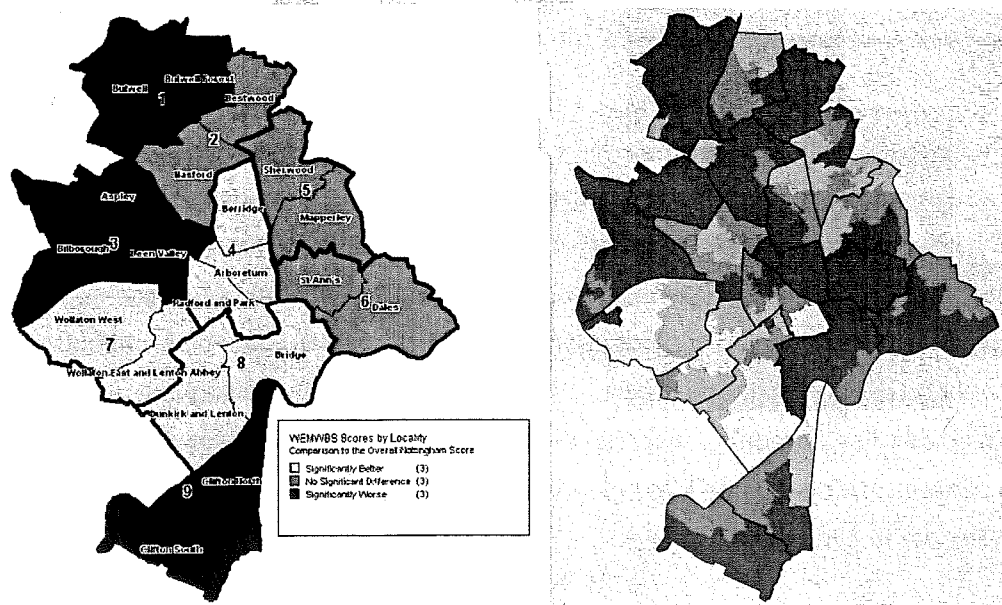 Bulwell Forest
Bulwell
1
Bestwood
2
Basford
Sherwood
Aspley
5
Berridge
Mapperley
Bilborough 3
Leen Valley
4
Arboretum
St Ann's
Radford and Park
6
Dales
Wollaton West
7
Bridge
8
Wollaton East and Lenton Abbey
Dunkirk and Lenton
WEMWBS Scores by Locality
Comparison to the Overall Nottingham Score
Significantly Better (3)
No Significant Difference (3)
Significantly Worse (3)
9
Clifton North
Clifton South